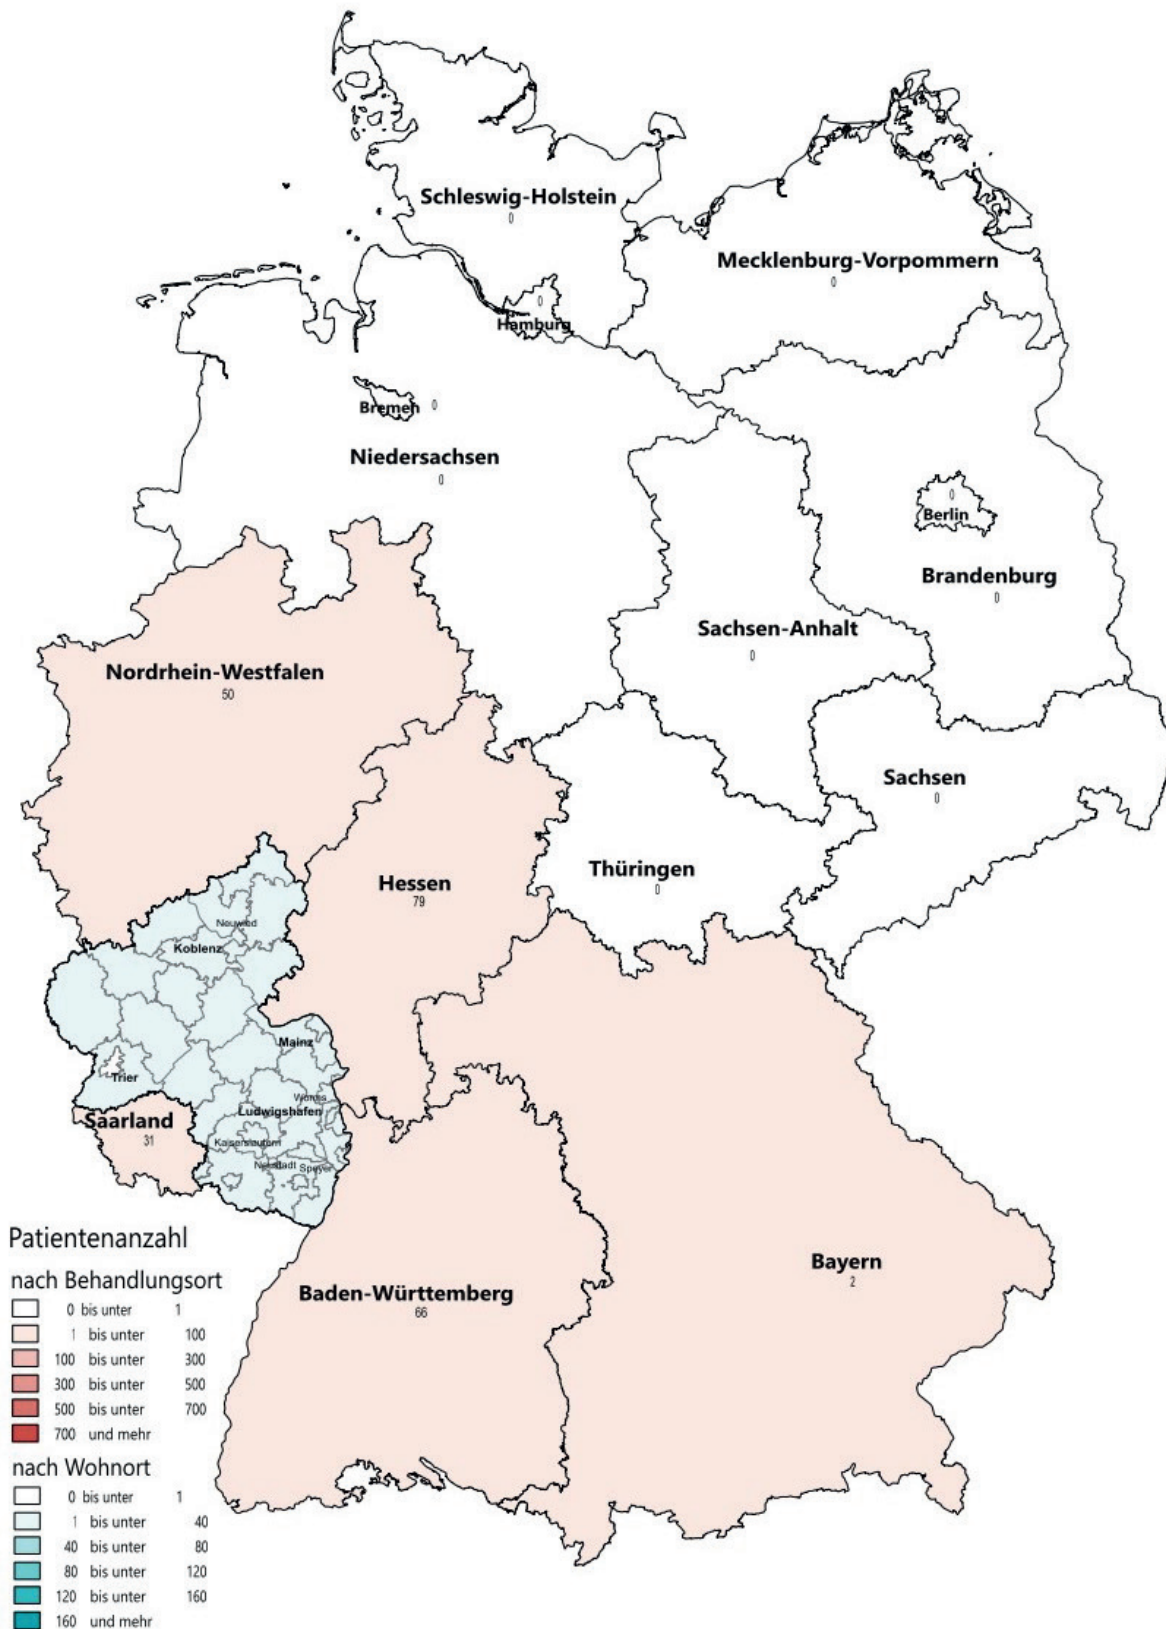 Schleswig-Holstein
0
Mecklenburg-Vorpommern
0
0
Hamburg
Bremen 0
Niedersachsen
0
0
Berlin
Brandenburg
0
Sachsen-Anhalt
0
Nordrhein-Westfalen
50
Sachsen
0
Thüringen
0
Hessen
79
Neuwied
Koblenz
Mainz
Trier
Worms
Ludwigshafen
Saarland
31
Kaiserslautern
Neustadt Speyer
Bayern
2
Baden-Württemberg
66
Patientenanzahl
nach Behandlungsort
0 bis unter 1
1 bis unter 100
100 bis unter 300
300 bis unter 500
500 bis unter 700
700 und mehr
nach Wohnort
0 bis unter 1
1 bis unter 40
40 bis unter 80
80 bis unter 120
120 bis unter 160
160 und mehr